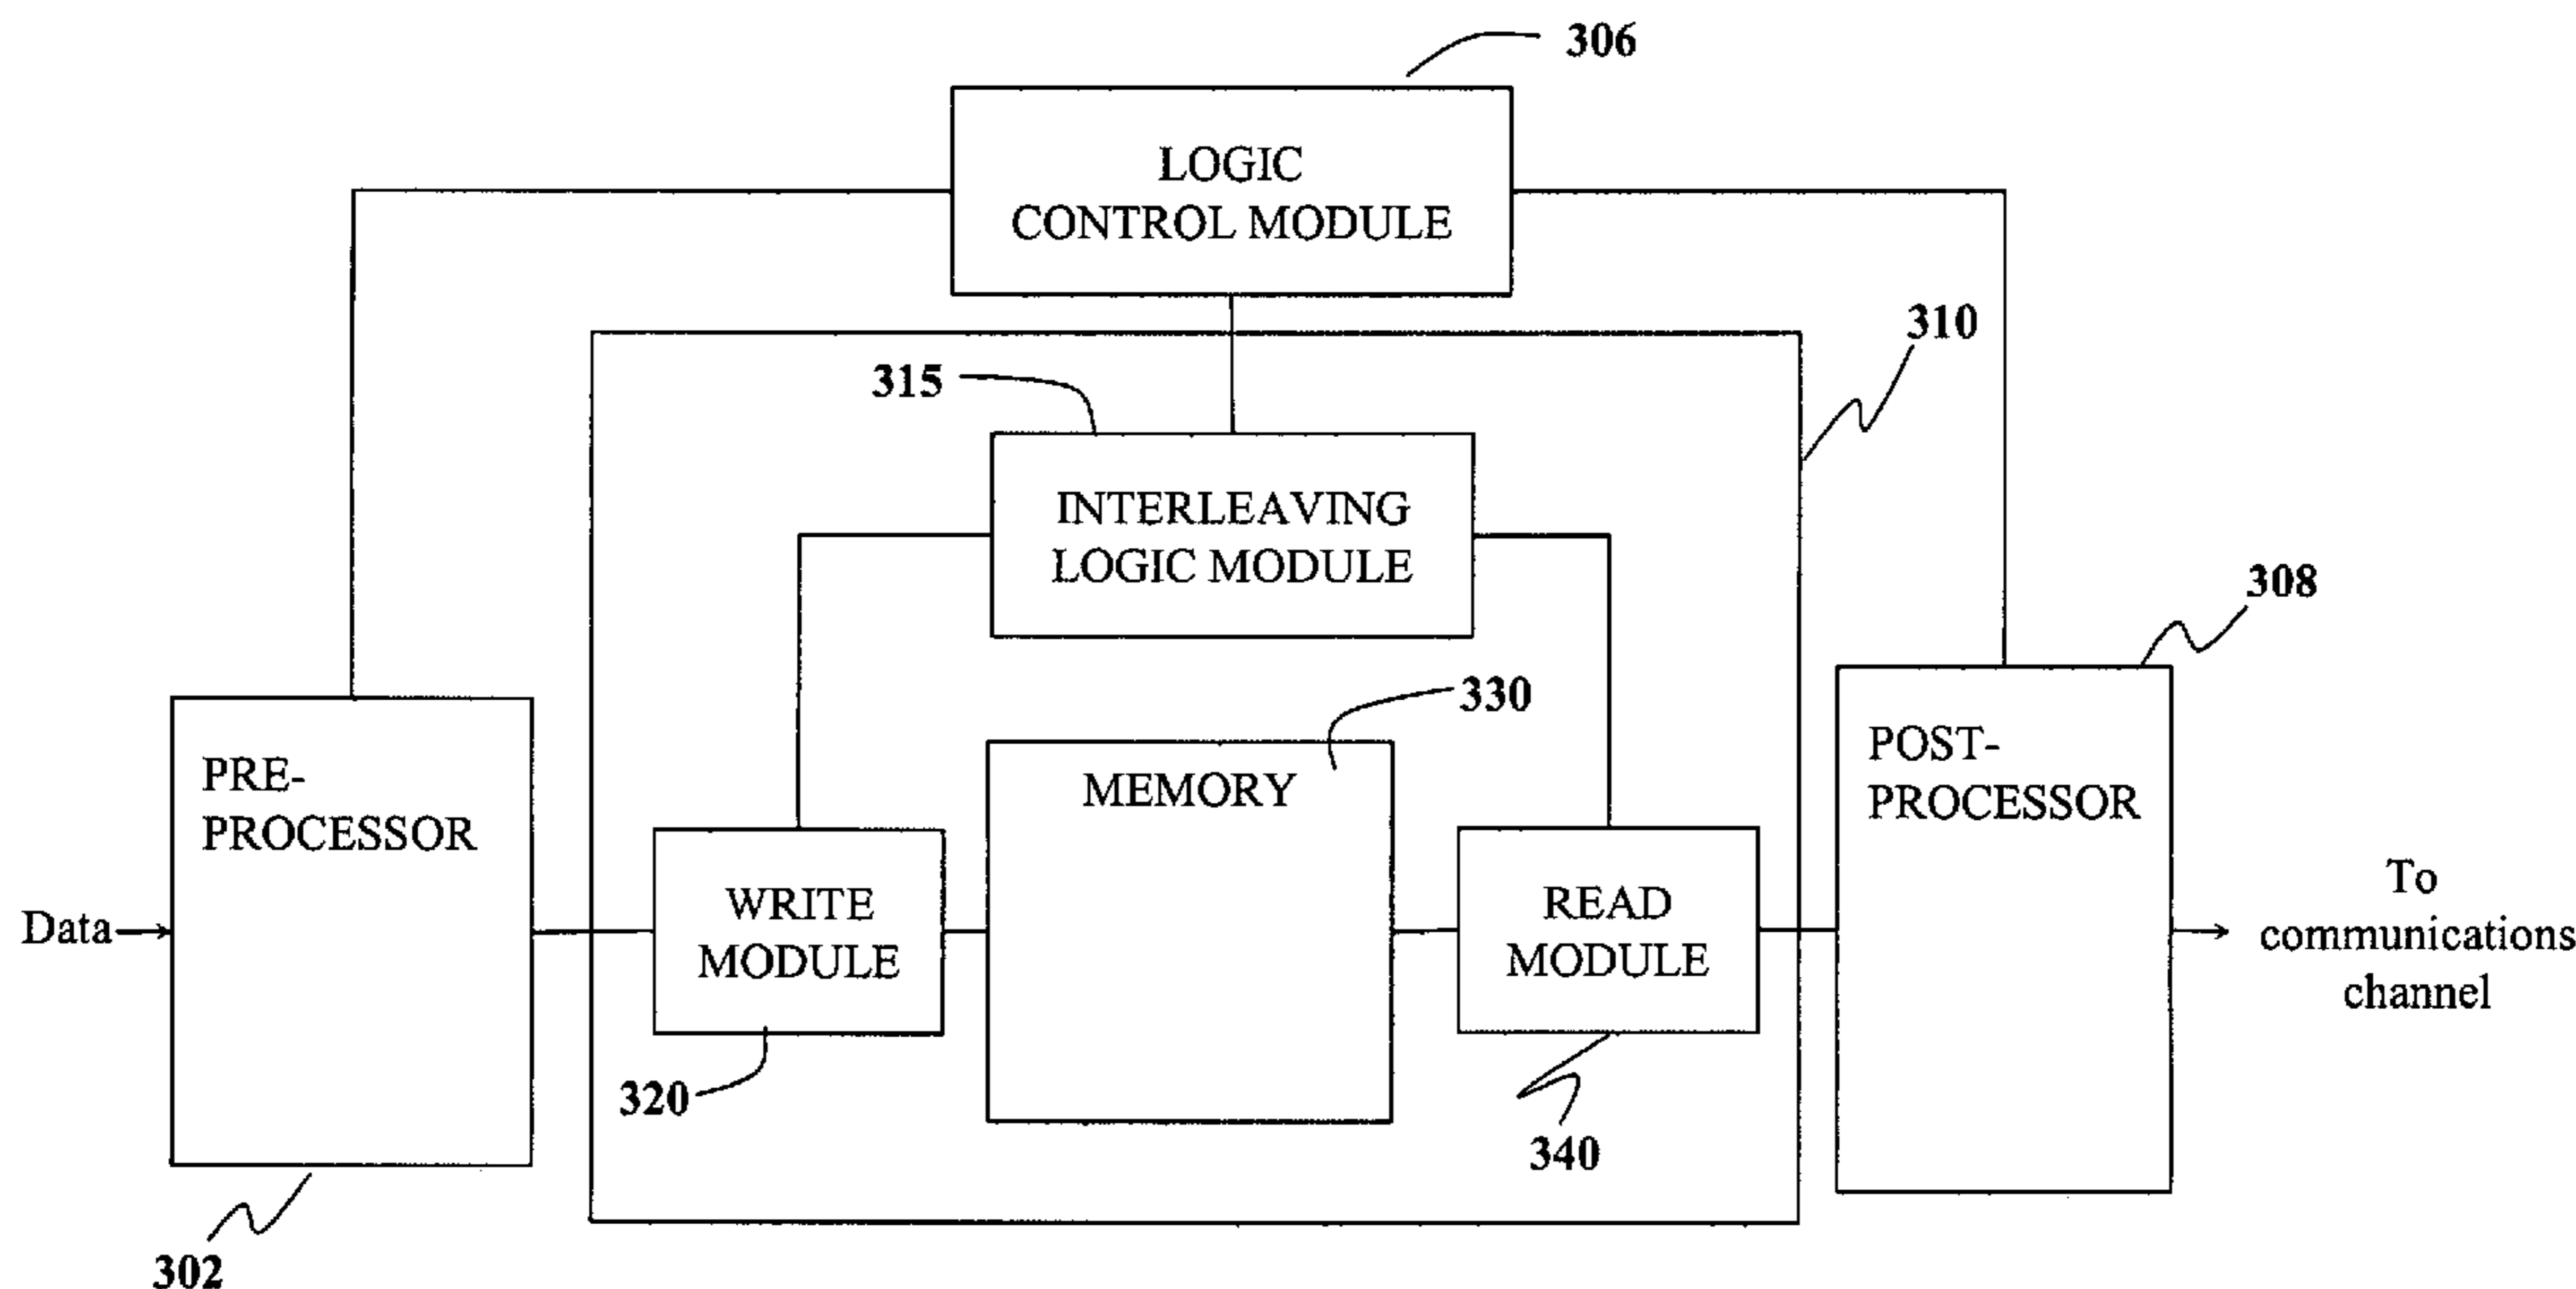 306
LOGIC
CONTROL MODULE
310
315
INTERLEAVING
LOGIC MODULE
308
330
PRE-
PROCESSOR
MEMORY
POST-
PROCESSOR
Data
WRITE
MODULE
READ
MODULE
To
communications
channel
320
340
302